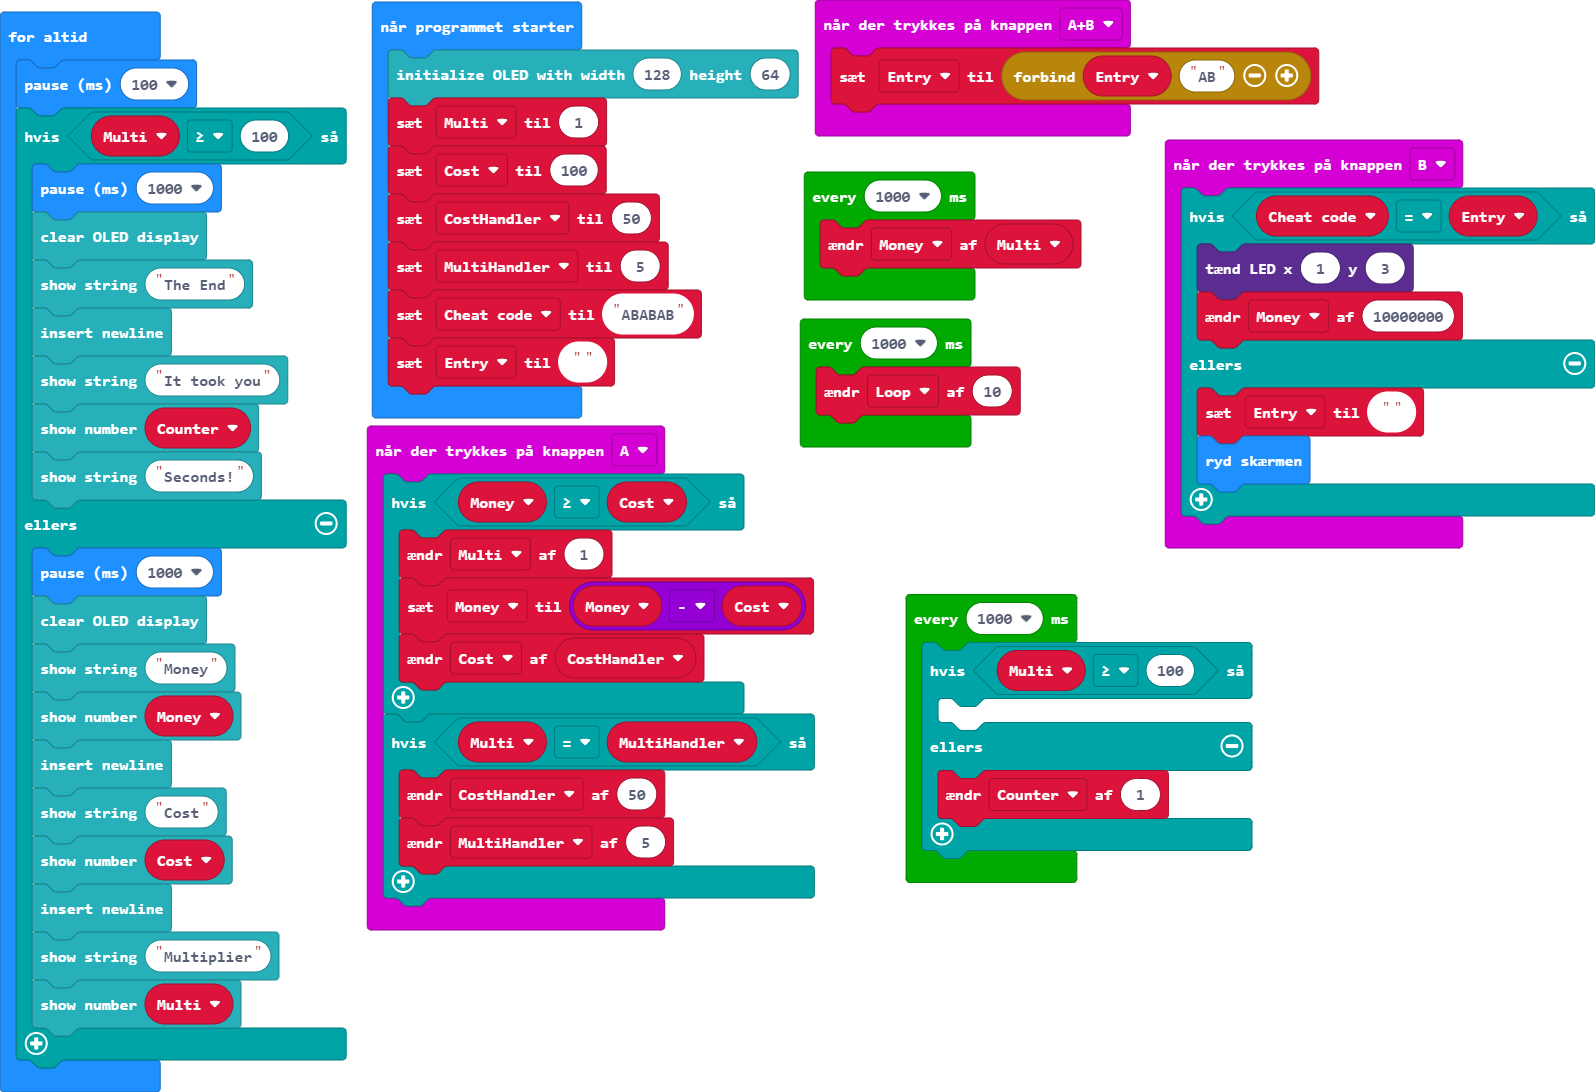 for altid
pause (ms) 100
hvis Multi ≥ 100 så
pause (ms) 1000
clear OLED display
show string "The End"
insert newline
show string "It took you"
show number Counter
show string "Seconds!"
ellers
pause (ms) 1000
clear OLED display
show string "Money"
show number Money
insert newline
show string "Cost"
show number Cost
insert newline
show string "Multiplier"
show number Multi
når programmet starter
initialize OLED with width 128 height 64
sæt Multi til 1
sæt Cost til 100
sæt CostHandler til 50
sæt MultiHandler til 5
sæt Cheat code til "ABABAB"
sæt Entry til " "
når der trykkes på knappen A
hvis Money ≥ Cost så
ændr Multi af 1
sæt Money til Money - Cost
ændr Cost af CostHandler
hvis Multi = MultiHandler så
ændr CostHandler af 50
ændr MultiHandler af 5
når der trykkes på knappen A+B
sæt Entry til forbind Entry "AB"
every 1000 ms
ændr Money af Multi
every 1000 ms
ændr Loop af 10
når der trykkes på knappen B
hvis Cheat code = Entry så
tænd LED x 1 y 3
ændr Money af 10000000
ellers
sæt Entry til " "
ryd skærmen
every 1000 ms
hvis Multi ≥ 100 så
ellers
ændr Counter af 1